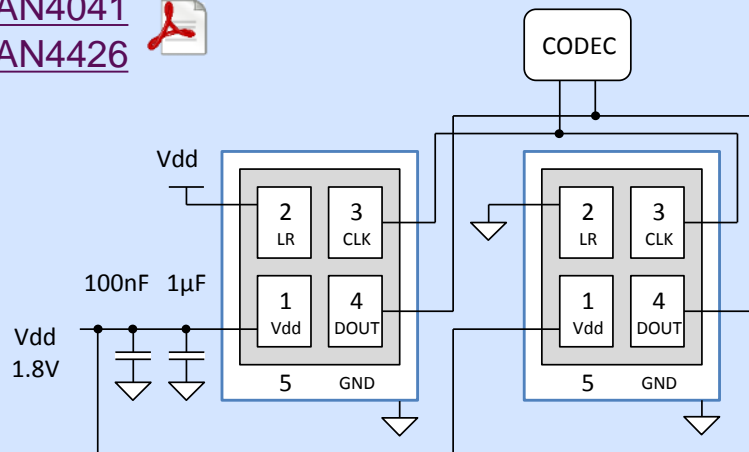 AN4041
AN4426
CODEC
Vdd
2
LR
3
CLK
1
Vdd
4
DOUT
5 GND
100nF 1µF
Vdd
1.8V
2
LR
3
CLK
1
Vdd
4
DOUT
5 GND